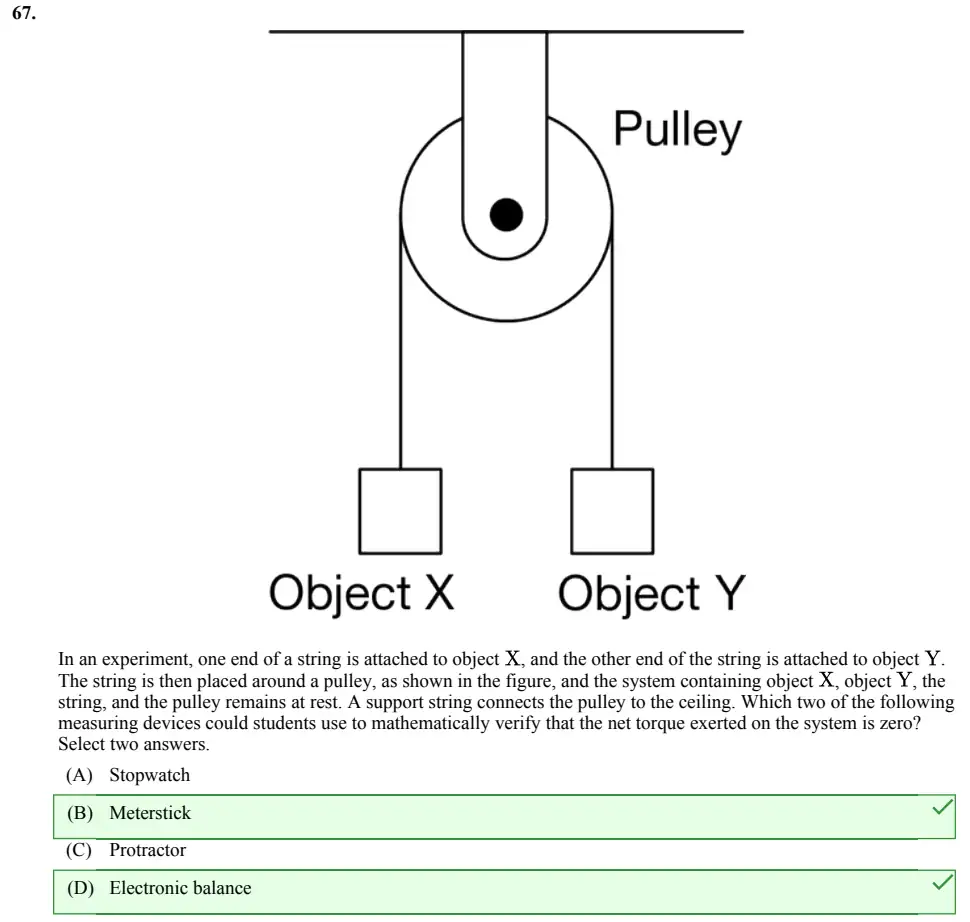 67.
Pulley
Object X
Object Y
In an experiment, one end of a string is attached to object X, and the other end of the string is attached to object Y.
The string is then placed around a pulley, as shown in the figure, and the system containing object X, object Y, the
string, and the pulley remains at rest. A support string connects the pulley to the ceiling. Which two of the following
measuring devices could students use to mathematically verify that the net torque exerted on the system is zero?
Select two answers.
(A) Stopwatch
(B) Meterstick
(C) Protractor
(D) Electronic balance